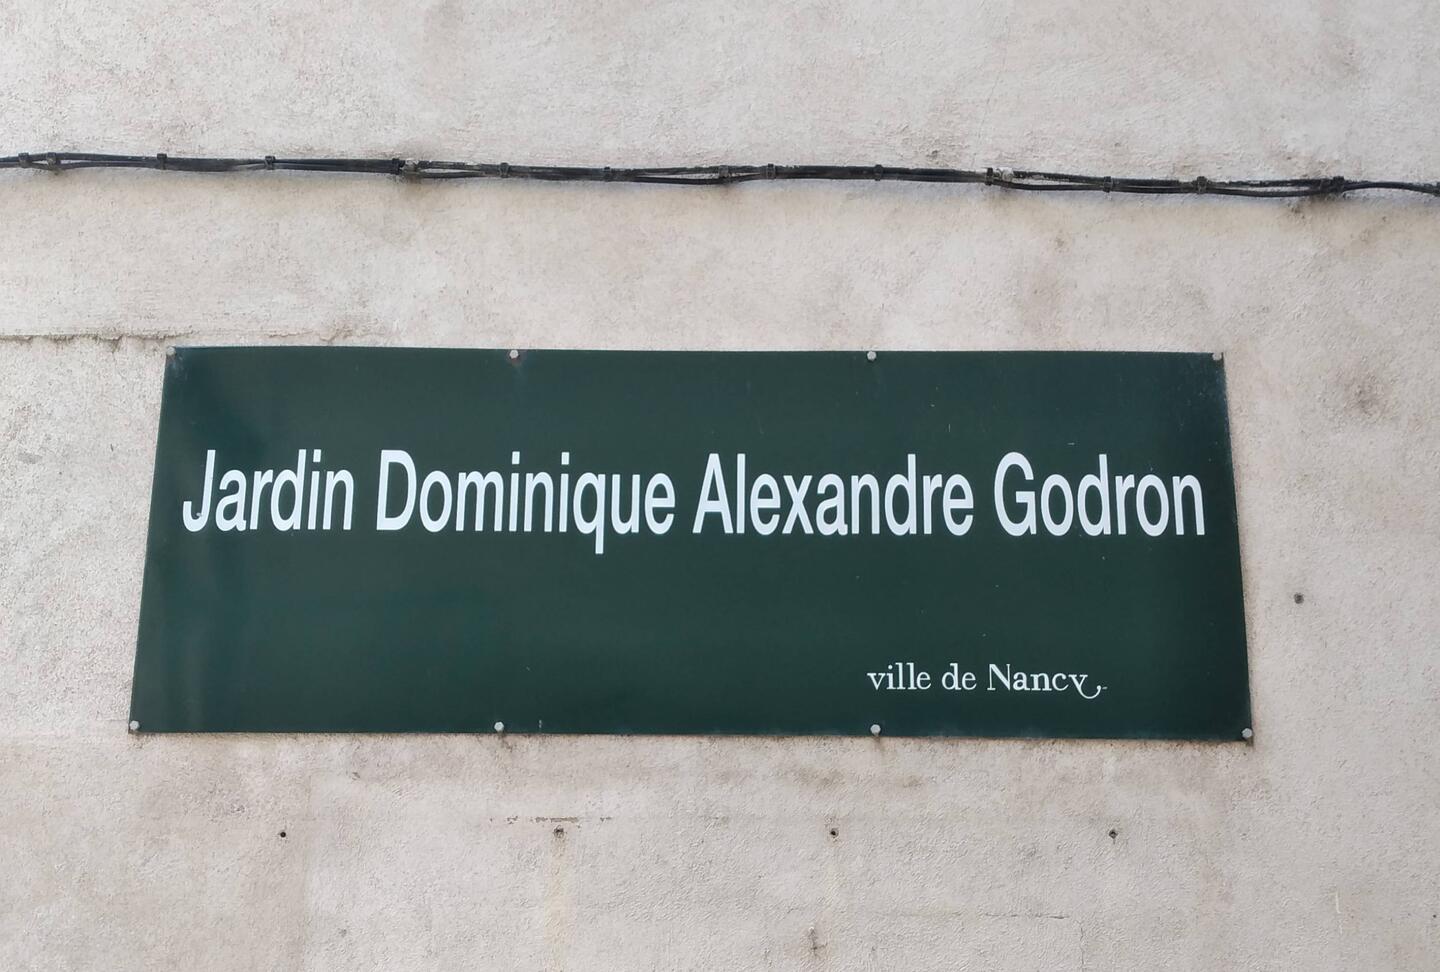 Jardin Dominique Alexandre Godron
ville de Nancy